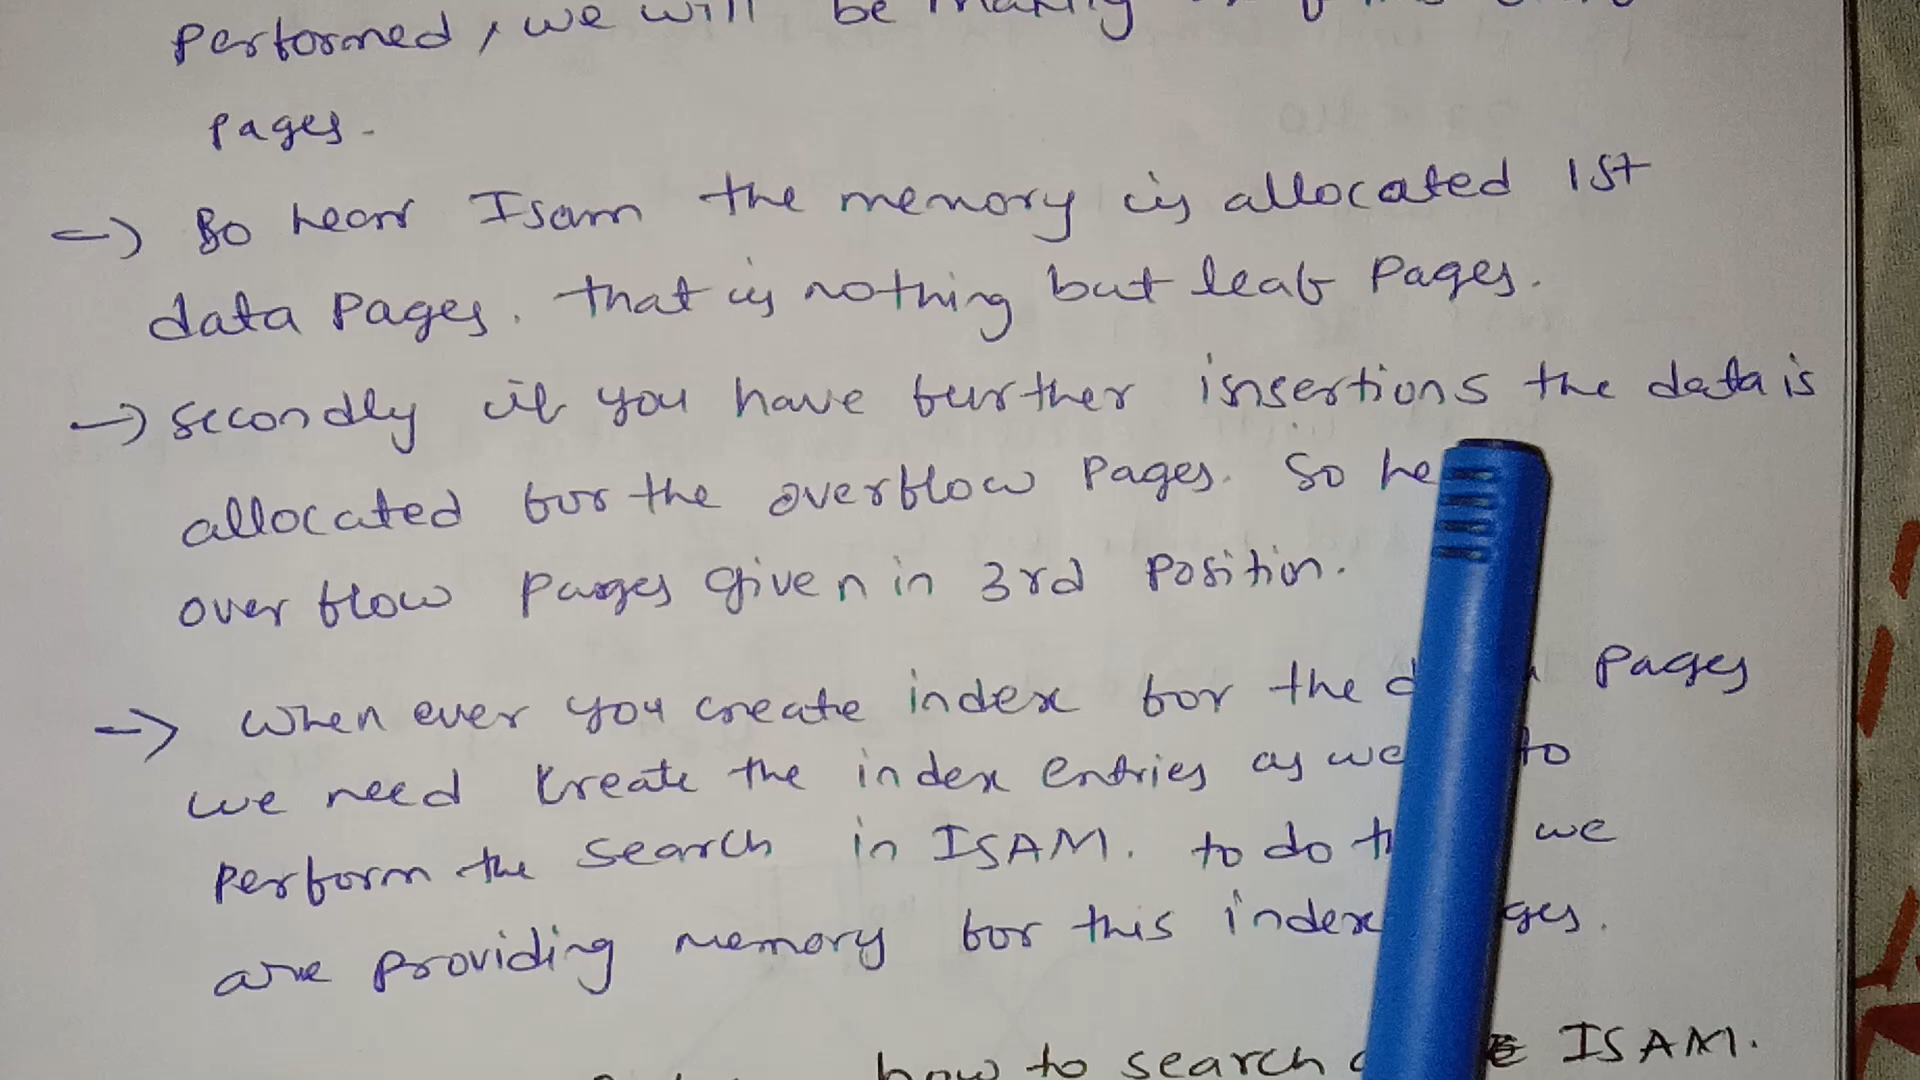 performed, we will be making
pages.
-> So hear Isam the memory is allocated 1st
data pages. that is nothing but leaf pages.
-> secondly if you have further insertions the data is
allocated for the overflow pages. So he
over flow pages given in 3rd position.
-> when ever you create index for the pages
we need create the index entries as we to
perform the search in ISAM. to do we
are providing memory for this index ges.
how to search ISAM.